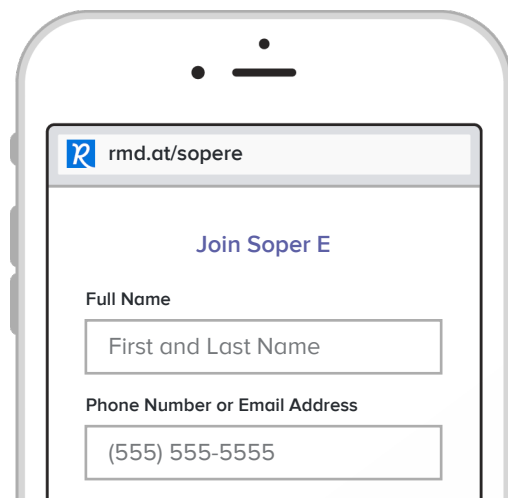 rmd.at/sopere
Join Soper E
Full Name
First and Last Name
Phone Number or Email Address
(555) 555-5555